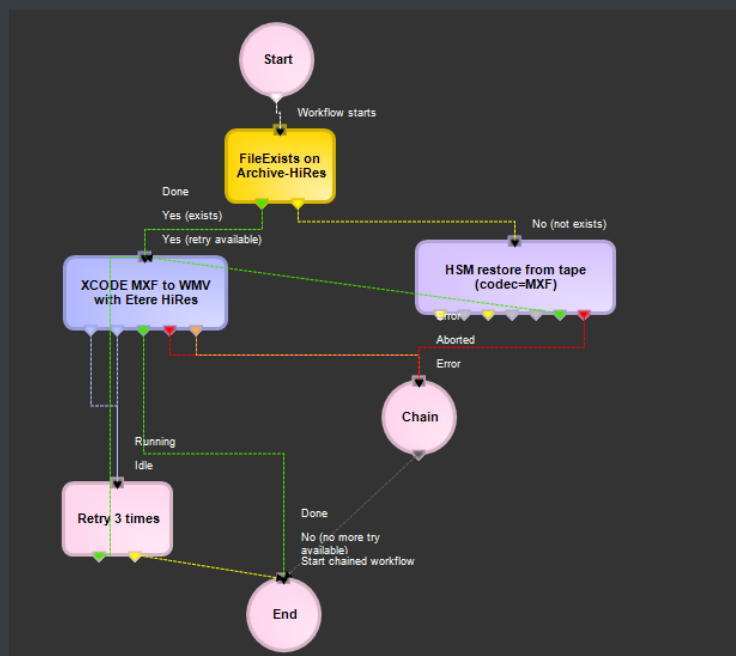 Start
Workflow starts
FileExists on
Archive-HiRes
Done
Yes (exists)
Yes (retry available)
No (not exists)
XCODE MXF to WMV
with Etere HiRes
HSM restore from tape
(codec=MXF)
Error
Aborted
Error
Chain
Running
Idle
Retry 3 times
Done
No (no more try
available)
Start chained workflow
End